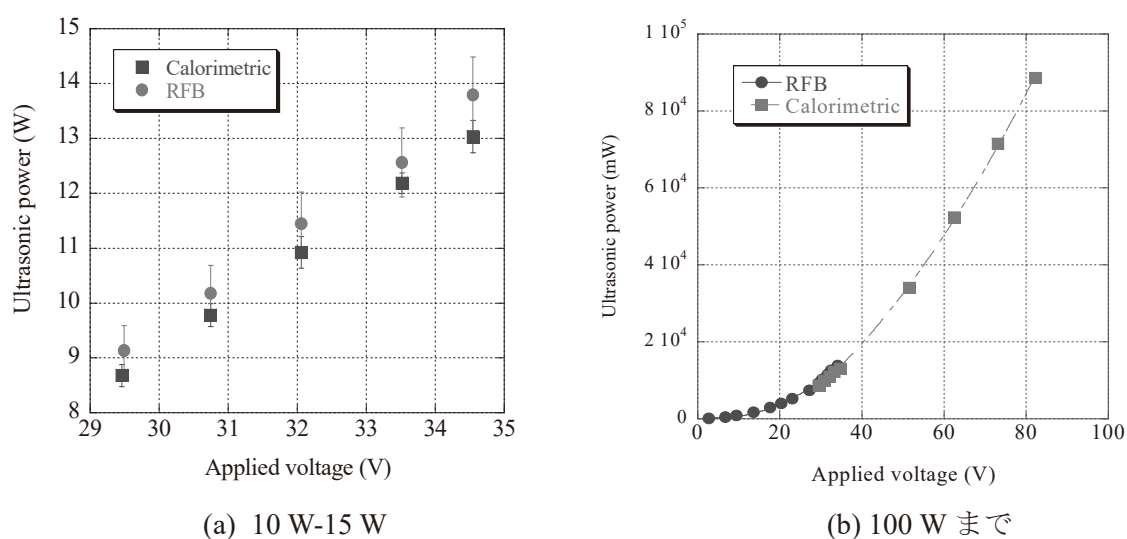 15
14
13
12
11
10
9
8
Ultrasonic power (W)
Calorimetric
RFB
29 30 31 32 33 34 35
Applied voltage (V)
(a) 10 W-15 W
1 10⁵
8 10⁴
6 10⁴
4 10⁴
2 10⁴
0
Ultrasonic power (mW)
RFB
Calorimetric
0 20 40 60 80 100
Applied voltage (V)
(b) 100 W まで